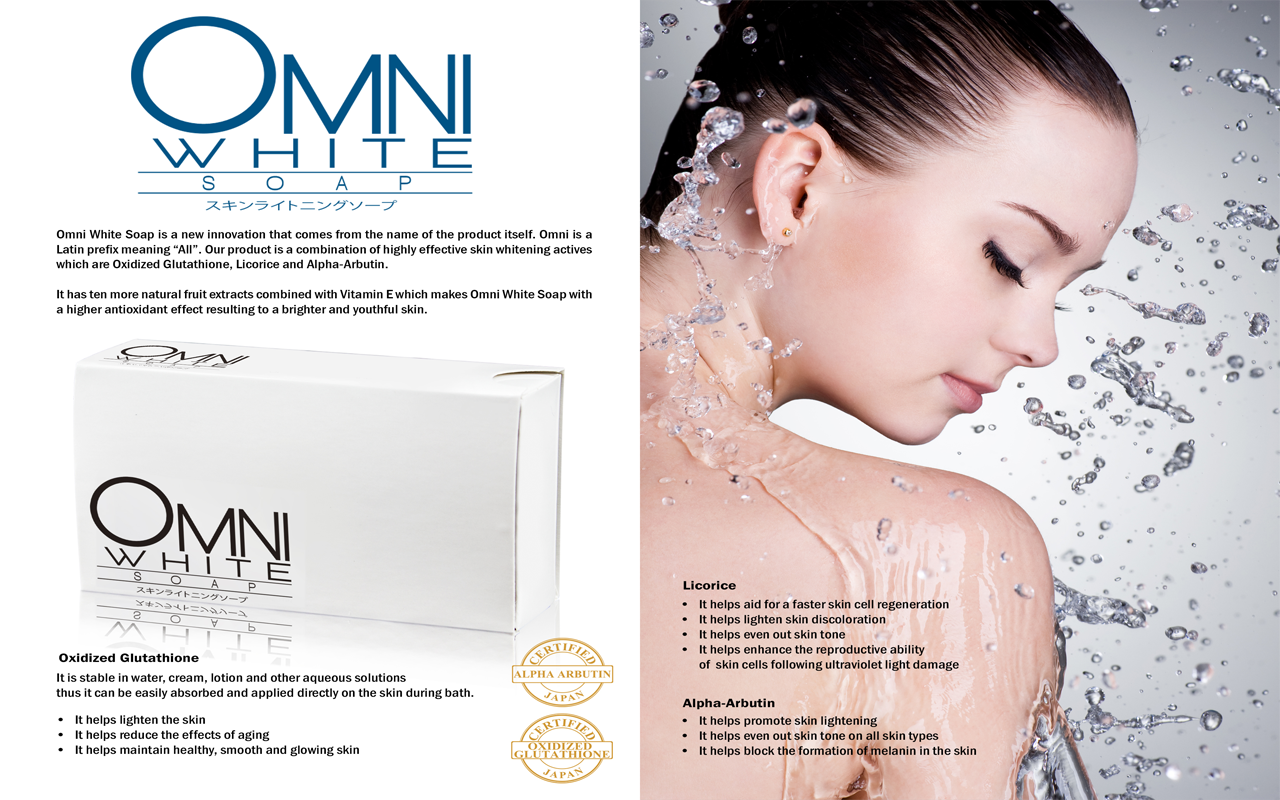 OMNI
WHITE
SOAP
スキンライトニングソープ
Omni White Soap is a new innovation that comes from the name of the product itself. Omni is a
Latin prefix meaning “All”. Our product is a combination of highly effective skin whitening actives
which are Oxidized Glutathione, Licorice and Alpha-Arbutin.
It has ten more natural fruit extracts combined with Vitamin E which makes Omni White Soap with
a higher antioxidant effect resulting to a brighter and youthful skin.
OMNI
WHITE
OMNI
WHITE
SOAP
スキンライトニングソープ
Oxidized Glutathione
It is stable in water, cream, lotion and other aqueous solutions
thus it can be easily absorbed and applied directly on the skin during bath.
• It helps lighten the skin
• It helps reduce the effects of aging
• It helps maintain healthy, smooth and glowing skin
CERTIFIED
ALPHA ARBUTIN
JAPAN
CERTIFIED
OXIDIZED
GLUTATHIONE
JAPAN
Licorice
• It helps aid for a faster skin cell regeneration
• It helps lighten skin discoloration
• It helps even out skin tone
• It helps enhance the reproductive ability
of skin cells following ultraviolet light damage
Alpha-Arbutin
• It helps promote skin lightening
• It helps even out skin tone on all skin types
• It helps block the formation of melanin in the skin